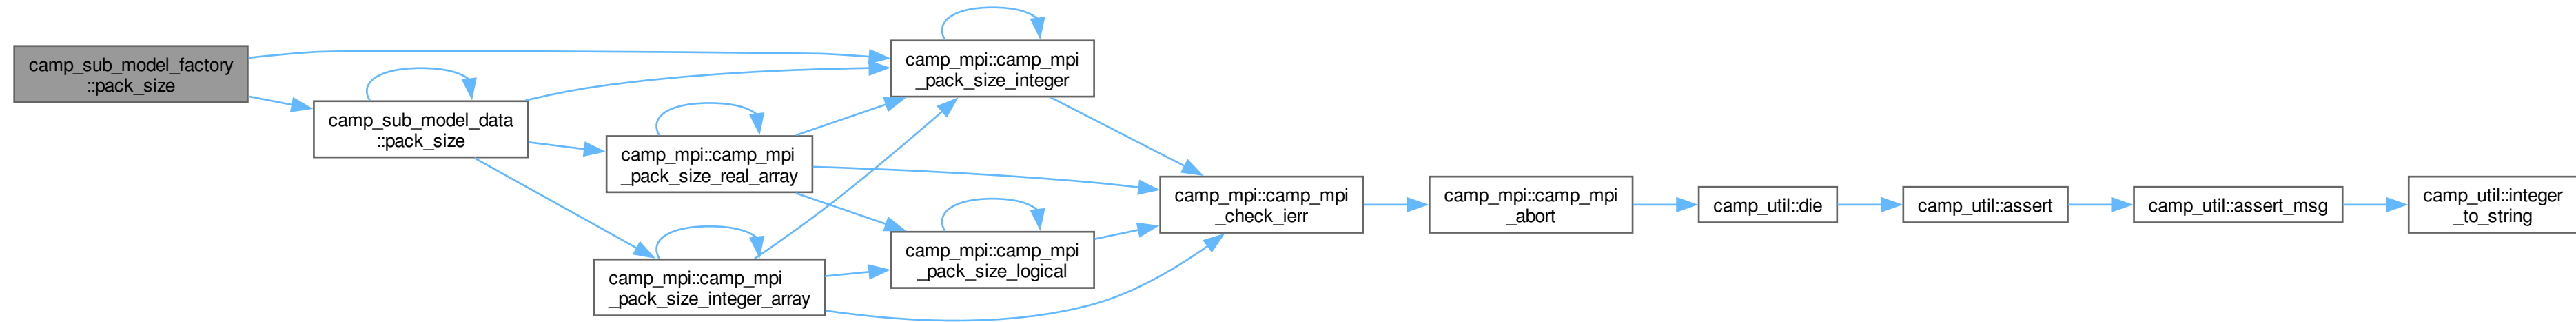 camp_sub_model_factory
::pack_size
camp_sub_model_data
::pack_size
camp_mpi::camp_mpi
_pack_size_integer
camp_mpi::camp_mpi
_pack_size_real_array
camp_mpi::camp_mpi
_pack_size_integer_array
camp_mpi::camp_mpi
_pack_size_logical
camp_mpi::camp_mpi
_check_ierr
camp_mpi::camp_mpi
_abort
camp_util::die
camp_util::assert
camp_util::assert_msg
camp_util::integer
_to_string